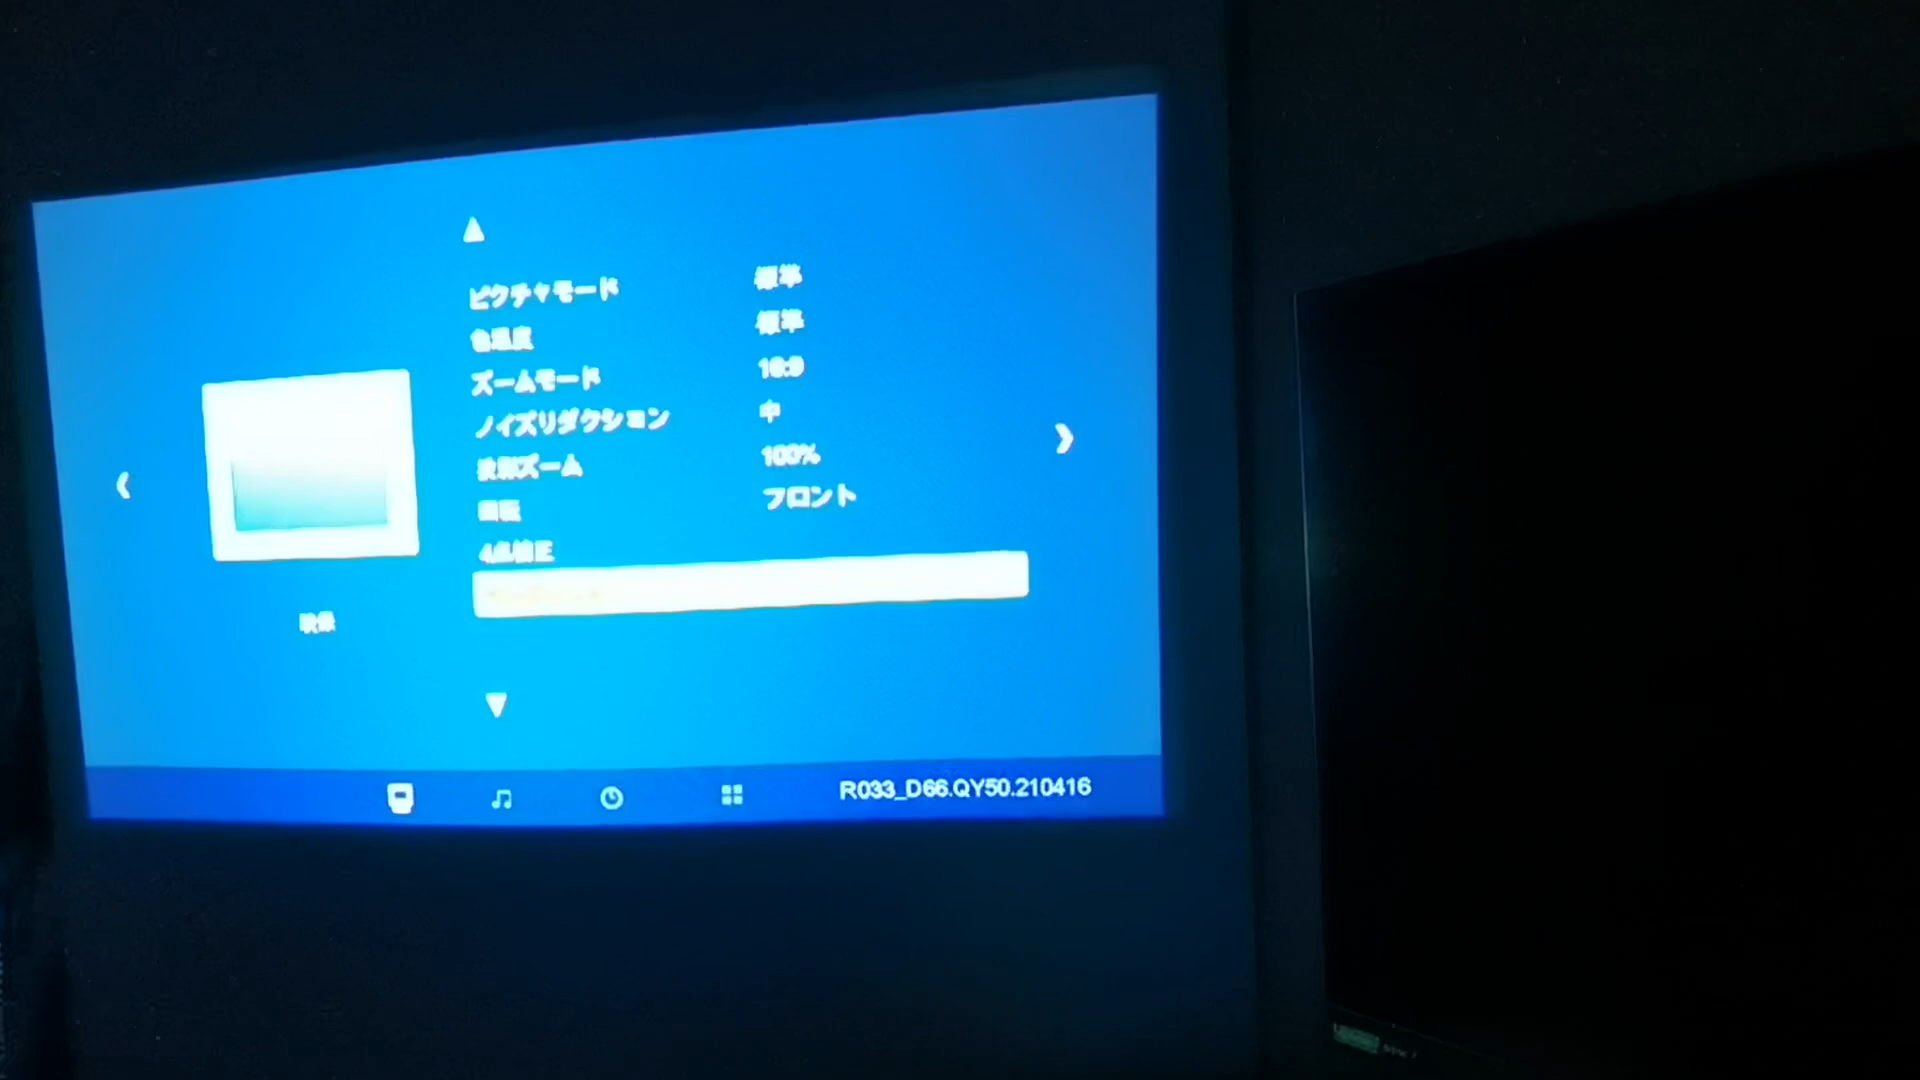 ピクチャモード 標準
色温度 標準
ズームモード 16:9
ノイズリダクション 中
ズーム 100%
回転 フロント
4点補正
映像
R033_D66.QY50.210416